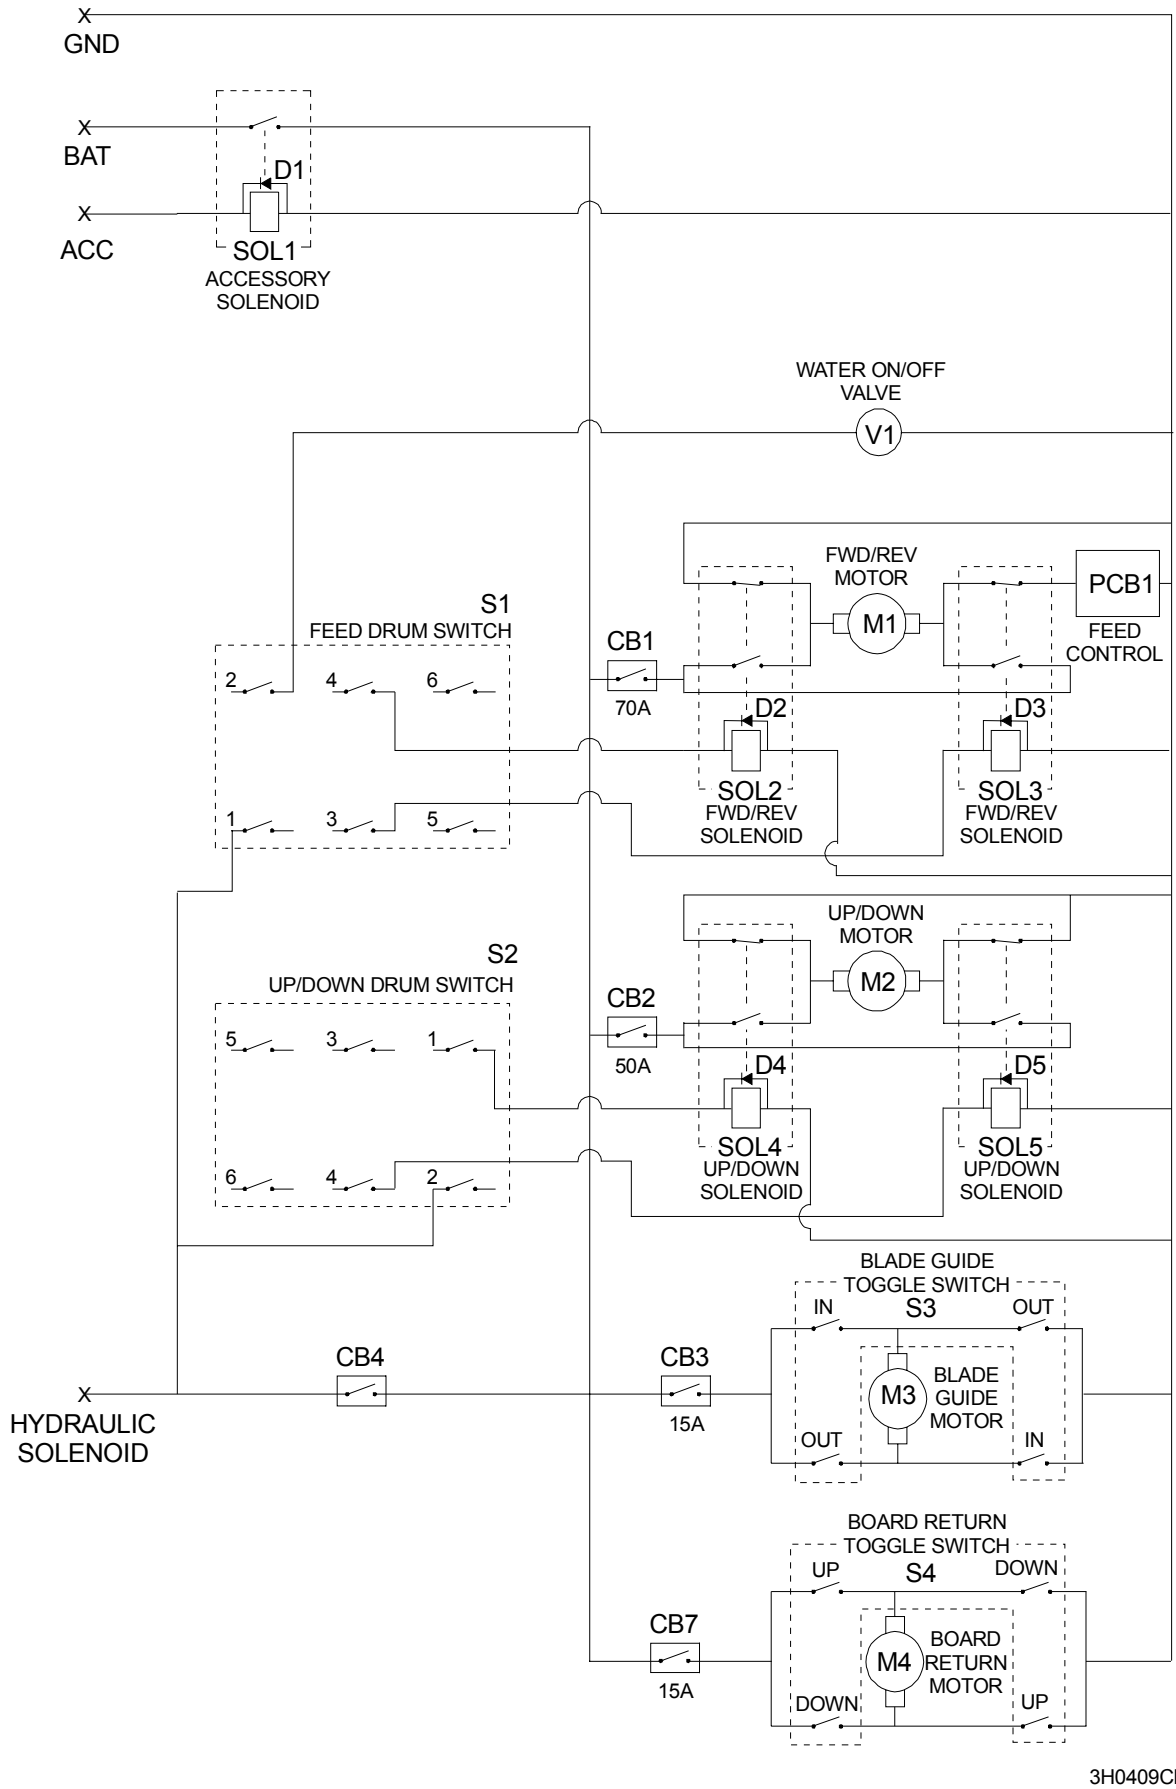 X
GND
X
BAT
D1
X
ACC
SOL1
ACCESSORY
SOLENOID
WATER ON/OFF
VALVE
V1
FWD/REV
MOTOR
M1
PCB1
FEED
CONTROL
S1
FEED DRUM SWITCH
CB1
70A
2
4
6
1
3
5
D2
SOL2
FWD/REV
SOLENOID
D3
SOL3
FWD/REV
SOLENOID
UP/DOWN
MOTOR
M2
S2
UP/DOWN DRUM SWITCH
CB2
50A
5
3
1
6
4
2
D4
SOL4
UP/DOWN
SOLENOID
D5
SOL5
UP/DOWN
SOLENOID
BLADE GUIDE
TOGGLE SWITCH
IN
S3
OUT
CB4
X
HYDRAULIC
SOLENOID
CB3
15A
M3
BLADE
GUIDE
MOTOR
OUT
IN
BOARD RETURN
TOGGLE SWITCH
UP
S4
DOWN
CB7
15A
M4
BOARD
RETURN
MOTOR
DOWN
UP